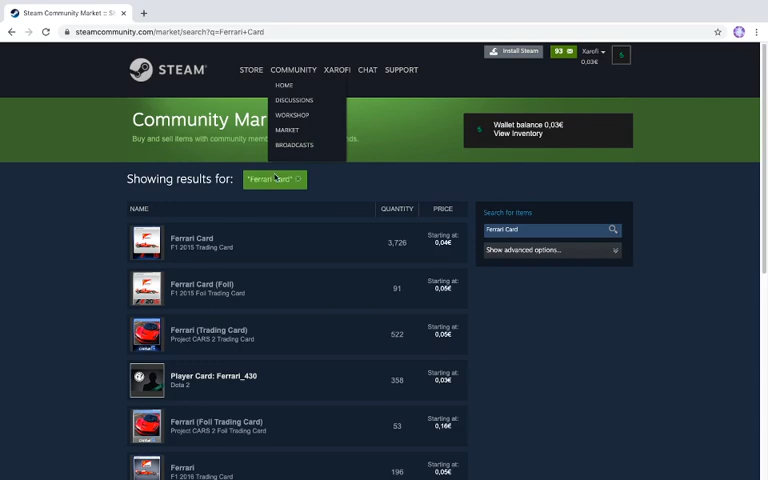 Steam Community Market :: S
steamcommunity.com/market/search?q=Ferrari+Card
Install Steam
93
Xarofi
0,03€
STEAM
STORE COMMUNITY XAROFI CHAT SUPPORT
HOME
DISCUSSIONS
WORKSHOP
MARKET
BROADCASTS
Community Mar
Buy and sell items with community memb
nds.
Wallet balance 0,03€
View Inventory
Showing results for:
"Ferrari Card"
NAME QUANTITY PRICE
Ferrari Card
F1 2015 Trading Card
3,726
Starting at:
0,04€
Ferrari Card (Foil)
F1 2015 Foil Trading Card
91
Starting at:
0,05€
Ferrari (Trading Card)
Project CARS 2 Trading Card
522
Starting at:
0,05€
Player Card: Ferrari_430
Dota 2
358
Starting at:
0,03€
Ferrari (Foil Trading Card)
Project CARS 2 Foil Trading Card
53
Starting at:
0,16€
Ferrari
F1 2016 Trading Card
196
Starting at:
0,05€
Search for Items
Ferrari Card
Show advanced options...